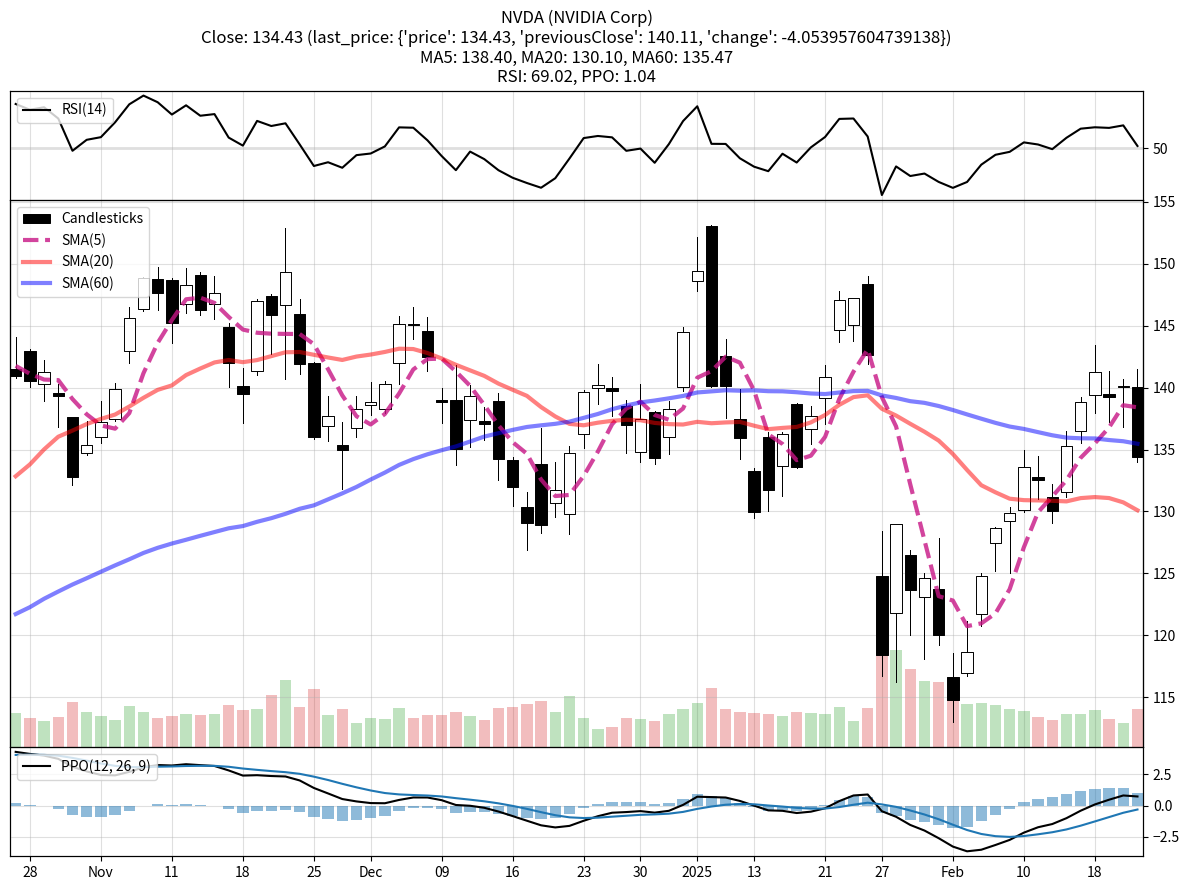 NVDA (NVIDIA Corp)
Close: 134.43 (last_price: {'price': 134.43, 'previousClose': 140.11, 'change': -4.053957604739138})
MA5: 138.40, MA20: 130.10, MA60: 135.47
RSI: 69.02, PPO: 1.04
RSI(14)
50
155
Candlesticks
SMA(5)
SMA(20)
SMA(60)
150
145
140
135
130
125
120
115
PPO(12, 26, 9)
2.5
0.0
−2.5
28 Nov 11 18 25 Dec 09 16 23 30 2025 13 21 27 Feb 10 18